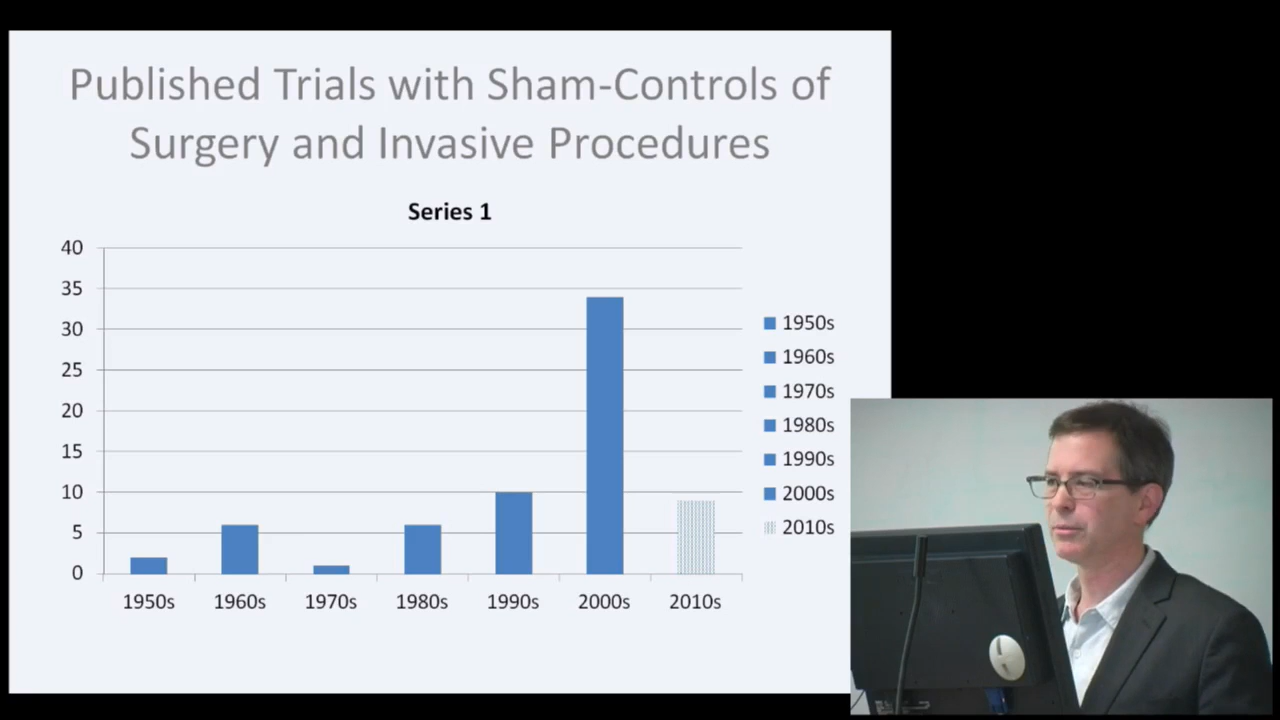 Published Trials with Sham-Controls of
Surgery and Invasive Procedures
Series 1
40
35
30
25
20
15
10
5
0
1950s 1960s 1970s 1980s 1990s 2000s 2010s
1950s
1960s
1970s
1980s
1990s
2000s
2010s